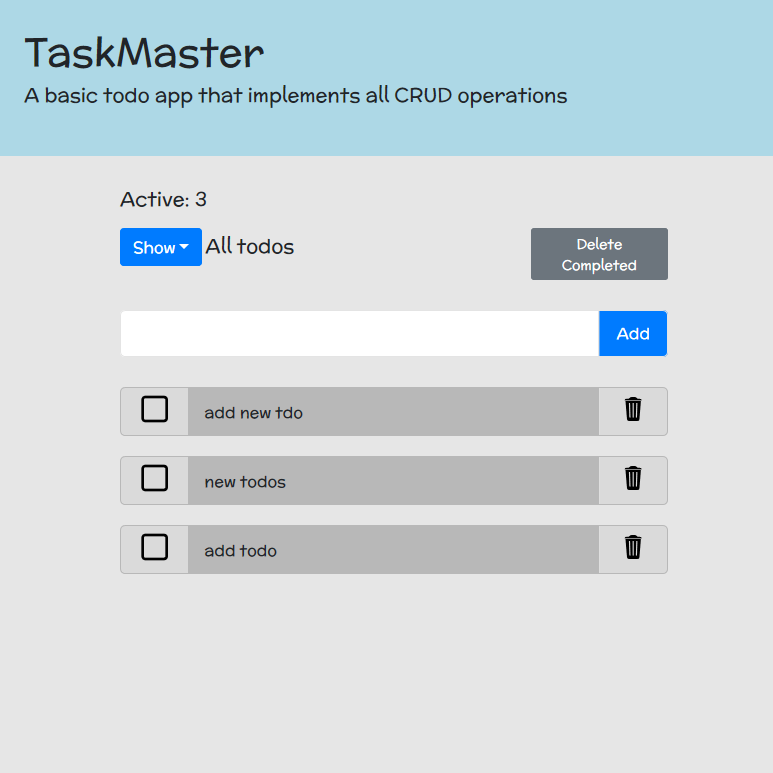 TaskMaster
A basic todo app that implements all CRUD operations
Active: 3
Show All todos
Delete
Completed
Add
add new tdo
new todos
add todo